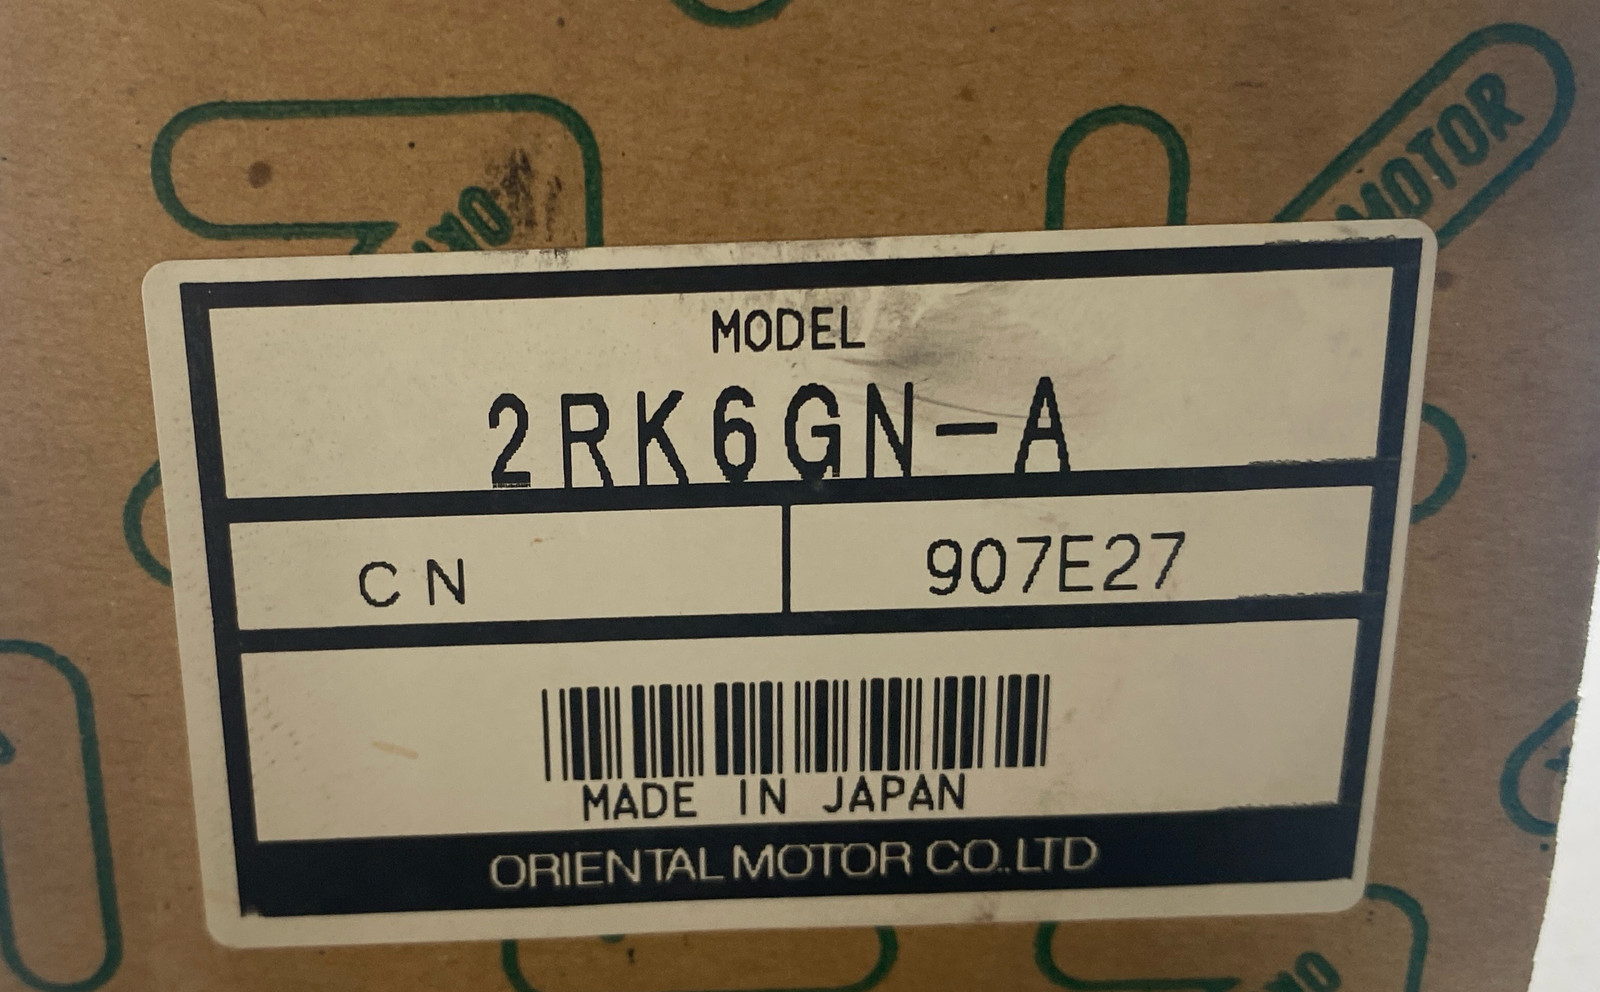 MOTOR
MODEL
2RK6GN-A
CN
907E27
MADE IN JAPAN
ORIENTAL MOTOR CO.,LTD